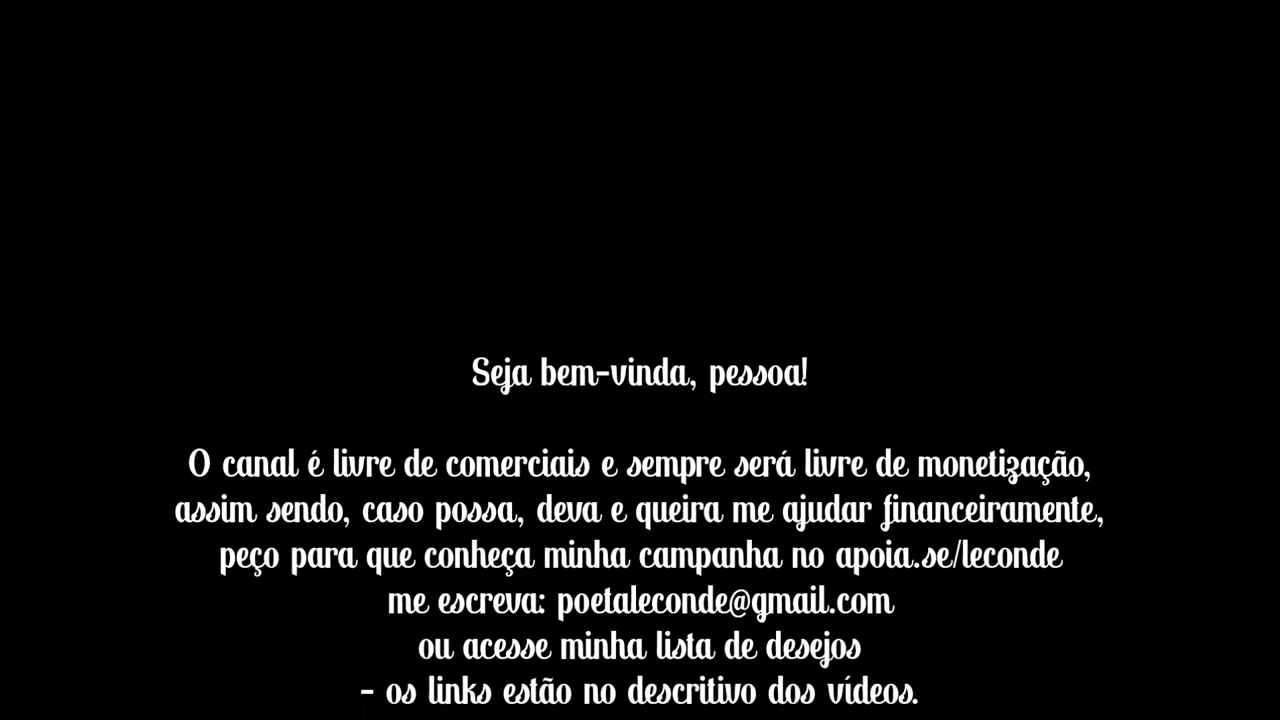 Seja bem-vinda, pessoa!
O canal é livre de comerciais e sempre será livre de monetização,
assim sendo, caso possa, deva e queira me ajudar financeiramente,
peço para que conheça minha campanha no apoia.se/leconde
me escreva: poetaleconde@gmail.com
ou acesse minha lista de desejos
- os links estão no descritivo dos vídeos.